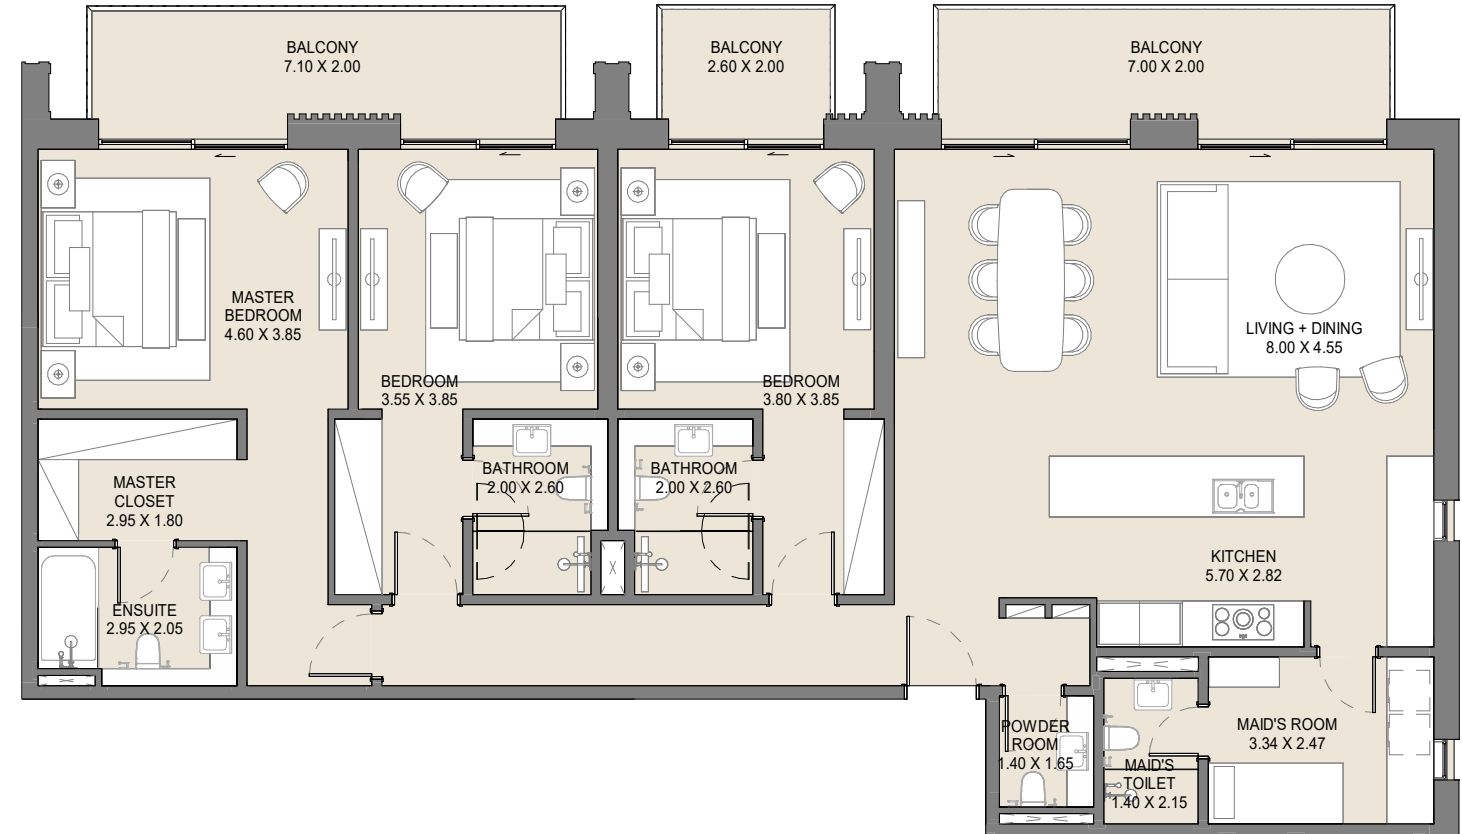 BALCONY
7.10 X 2.00
BALCONY
2.60 X 2.00
BALCONY
7.00 X 2.00
MASTER
BEDROOM
4.60 X 3.85
BEDROOM
3.55 X 3.85
BEDROOM
3.80 X 3.85
LIVING + DINING
8.00 X 4.55
MASTER
CLOSET
2.95 X 1.80
BATHROOM
2.00 X 2.60
BATHROOM
2.00 X 2.60
KITCHEN
5.70 X 2.82
ENSUITE
2.95 X 2.05
POWDER
ROOM
1.40 X 1.65
MAID'S
TOILET
1.40 X 2.15
MAID'S ROOM
3.34 X 2.47